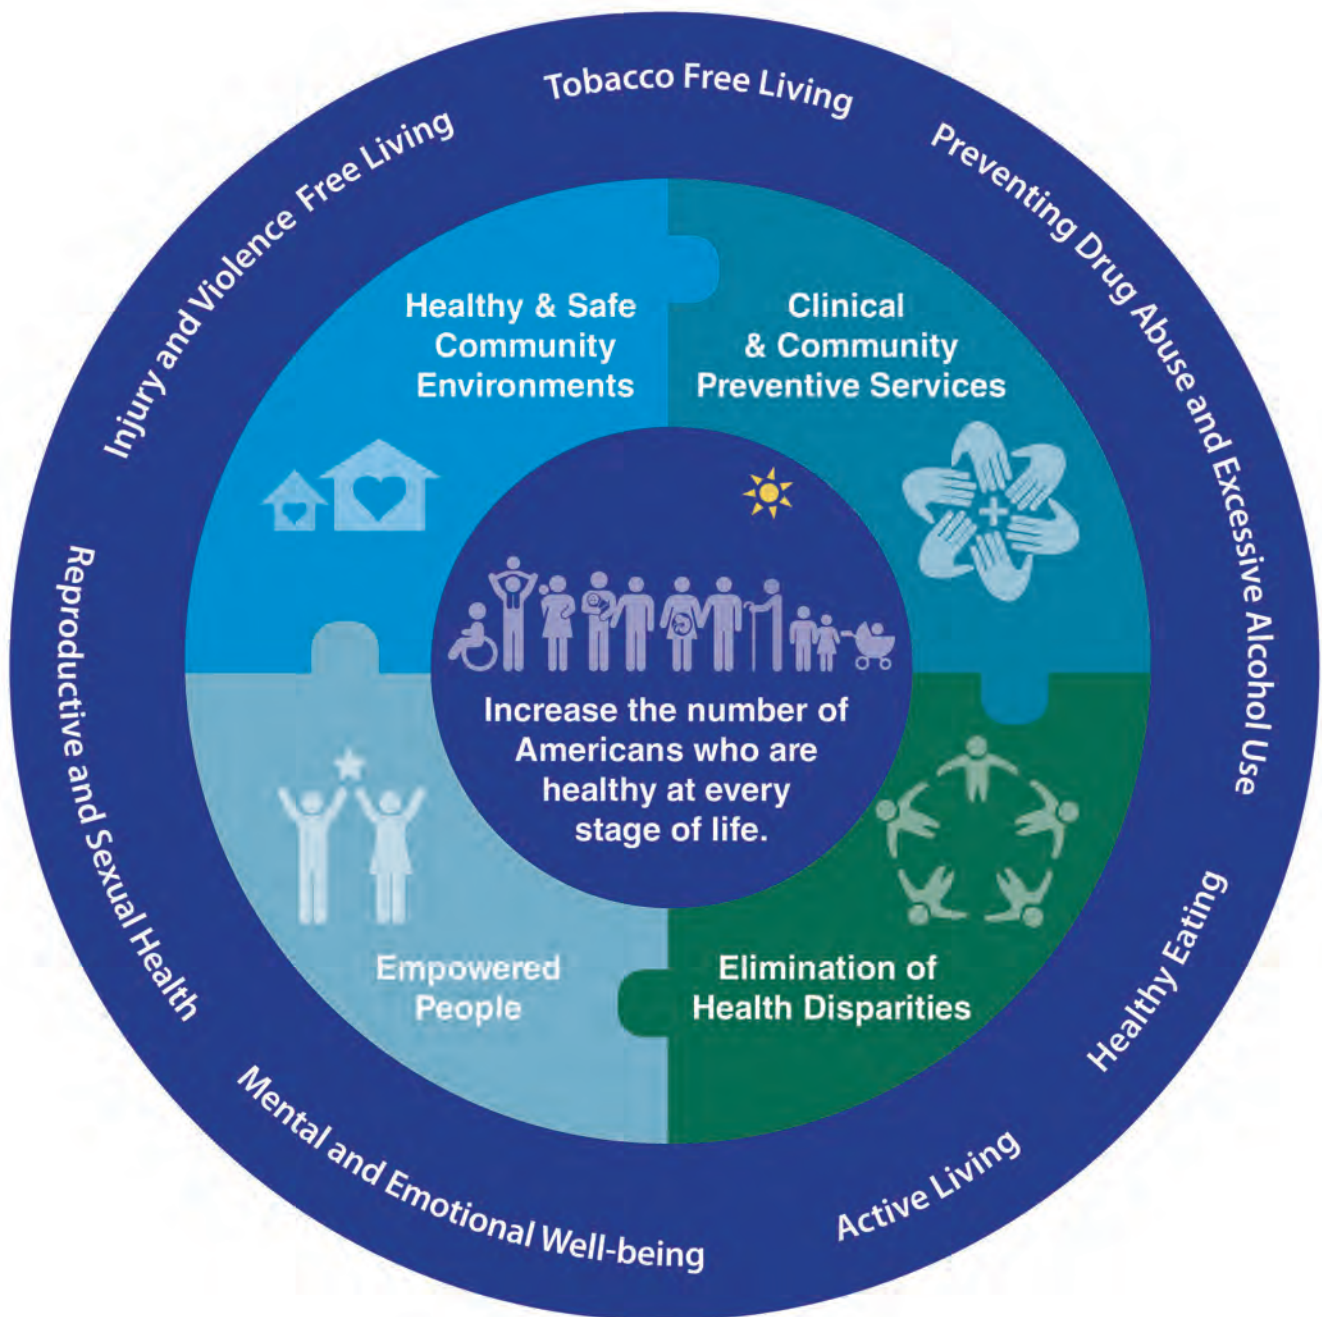 Tobacco Free Living
Preventing Drug Abuse and Excessive Alcohol Use
Healthy Eating
Active Living
Mental and Emotional Well-being
Reproductive and Sexual Health
Injury and Violence Free Living
Healthy & Safe
Community
Environments
Clinical
& Community
Preventive Services
Elimination of
Health Disparities
Empowered
People
Increase the number of
Americans who are
healthy at every
stage of life.